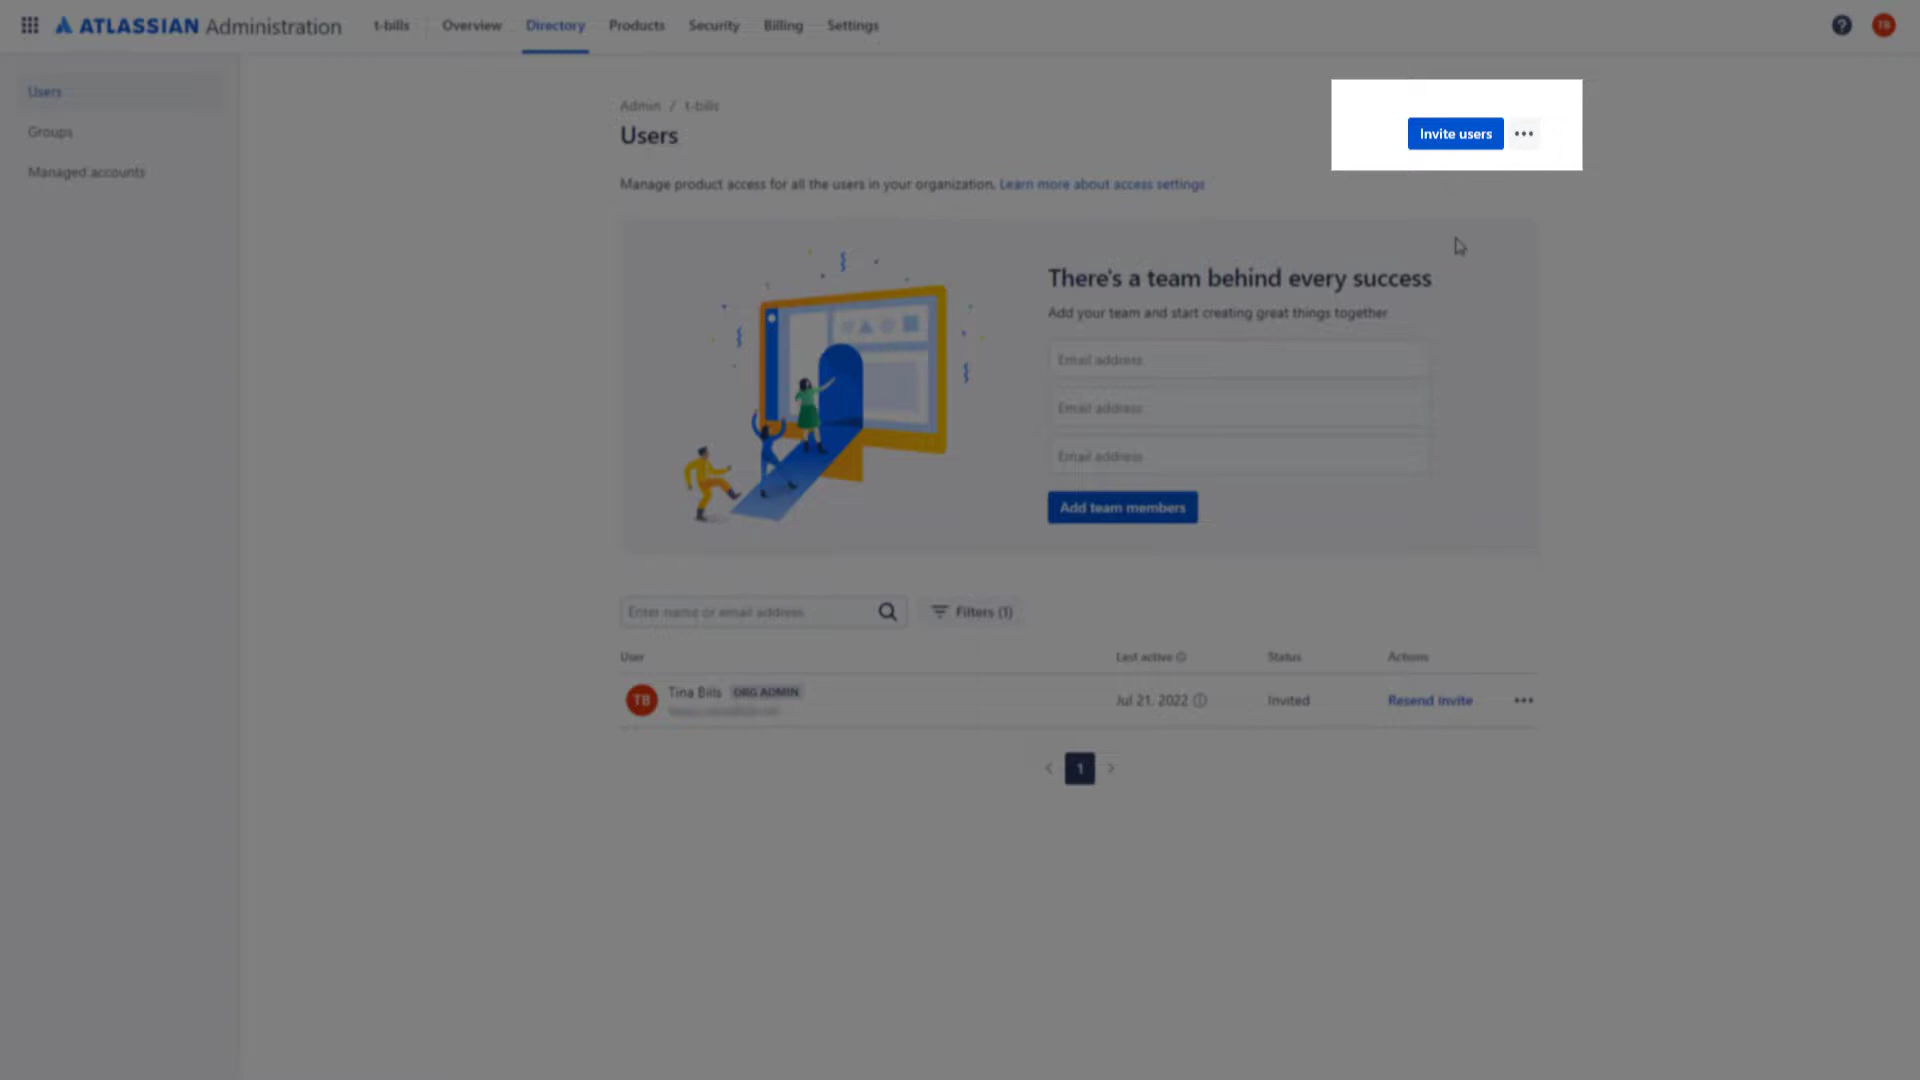 ATLASSIAN Administration t-bills Overview Directory Products Security Billing Settings ? TB
Users
Groups
Managed accounts
Admin / t-bills
Users
Invite users •••
Manage product access for all the users in your organization. Learn more about access settings
There's a team behind every success
Add your team and start creating great things together
Email address
Email address
Email address
Add team members
Enter name or email address
Filters (1)
User Last active Status Actions
TB Tina Bills ORG ADMIN Jul 21, 2022 Invited Resend invite •••
< 1 >